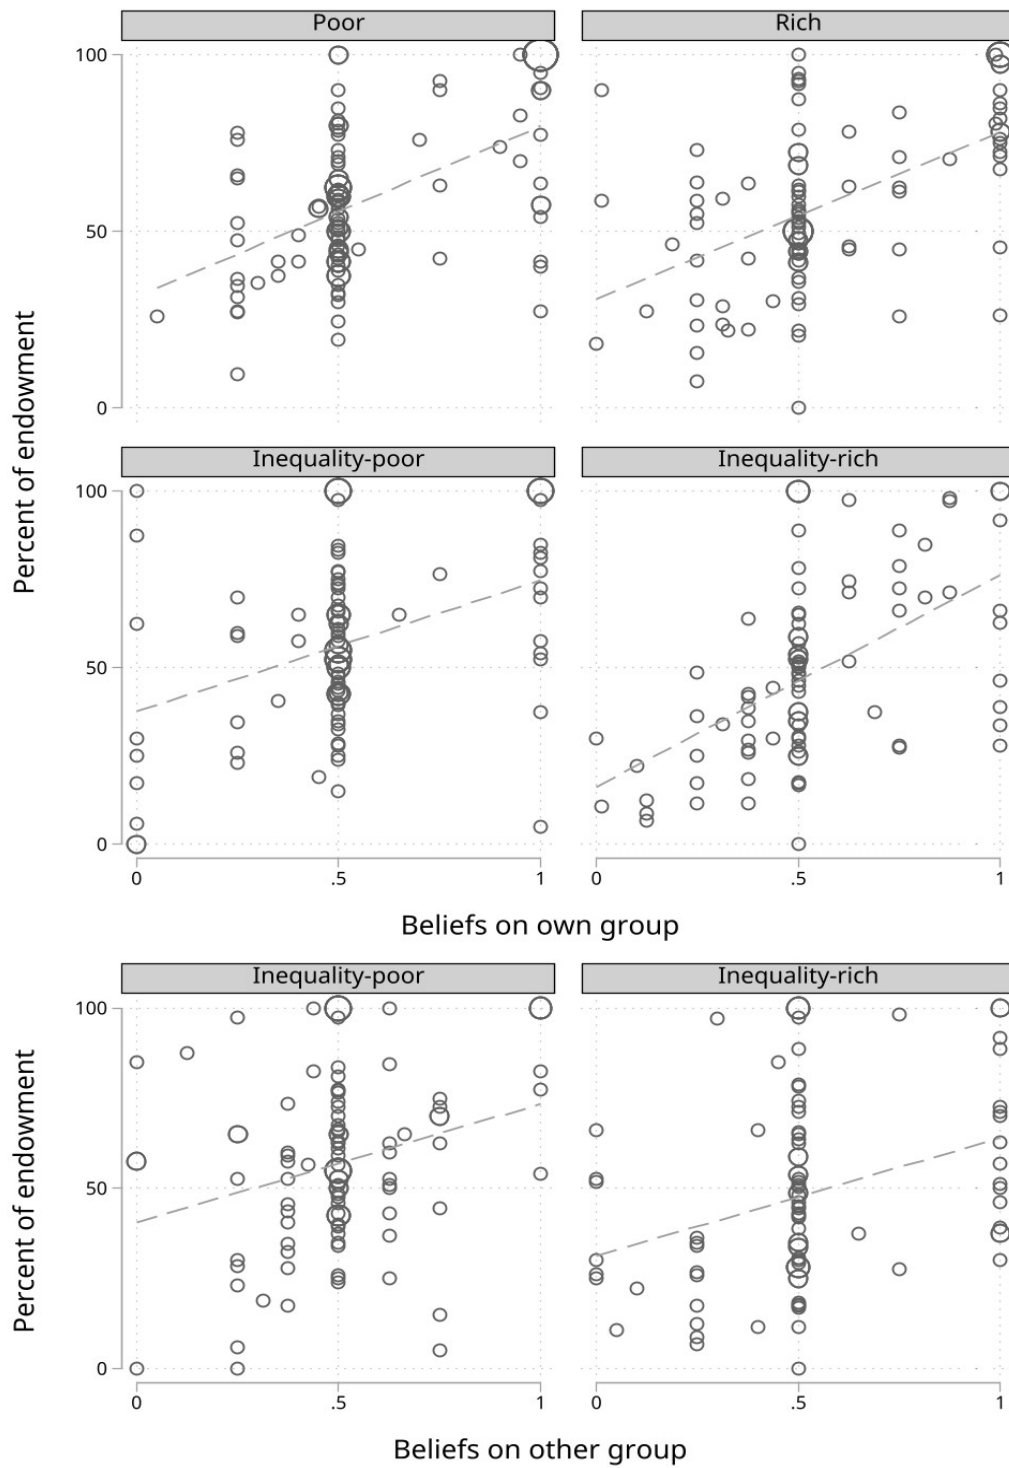 Poor
Rich
100
50
0
Percent of endowment
Inequality-poor
Inequality-rich
100
50
0
0
.5
1
0
.5
1
Beliefs on own group
Inequality-poor
Inequality-rich
100
50
0
Percent of endowment
0
.5
1
0
.5
1
Beliefs on other group